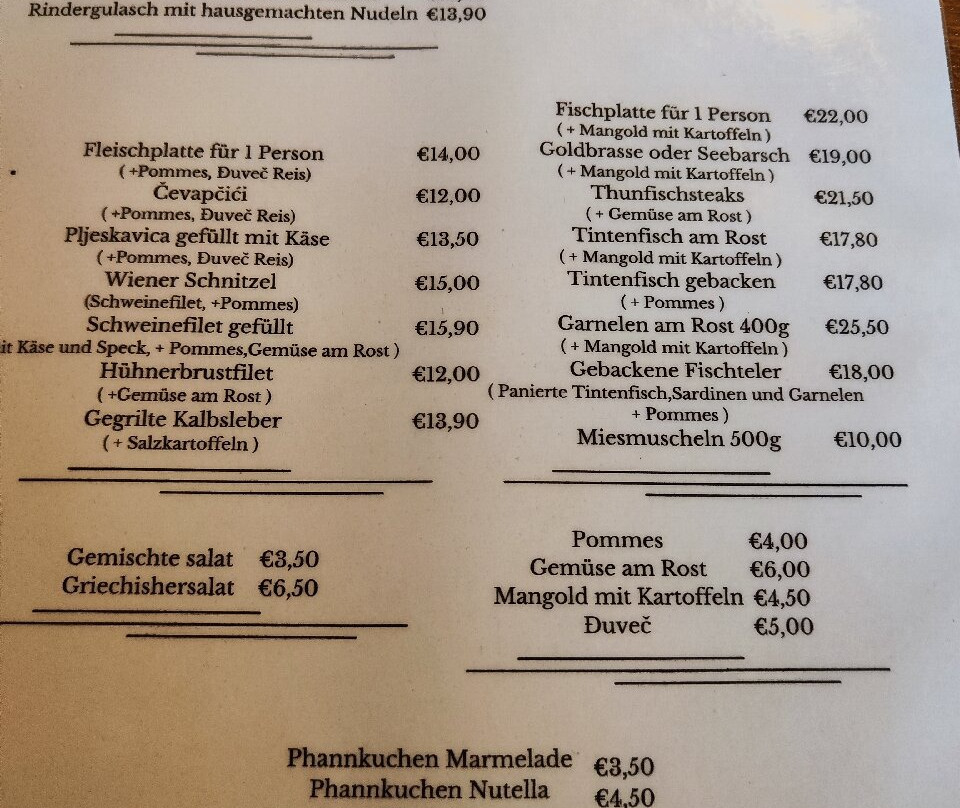 Rindergulasch mit hausgemachten Nudeln €13,90
Fleischplatte für 1 Person €14,00
(+Pommes, Đuveč Reis)
Čevapčići €12,00
(+Pommes, Đuveč Reis)
Pljeskavica gefüllt mit Käse €13,50
(+Pommes, Đuveč Reis)
Wiener Schnitzel €15,00
(Schweinefilet, +Pommes)
Schweinefilet gefüllt €15,90
it Käse und Speck, + Pommes,Gemüse am Rost )
Hühnerbrustfilet €12,00
( +Gemüse am Rost )
Gegrilte Kalbsleber €13,90
( + Salzkartoffeln )
Fischplatte für 1 Person €22,00
( + Mangold mit Kartoffeln )
Goldbrasse oder Seebarsch €19,00
( + Mangold mit Kartoffeln )
Thunfischsteaks €21,50
( + Gemüse am Rost )
Tintenfisch am Rost €17,80
( + Mangold mit Kartoffeln )
Tintenfisch gebacken €17,80
( + Pommes )
Garnelen am Rost 400g €25,50
( + Mangold mit Kartoffeln )
Gebackene Fischteler €18,00
( Panierte Tintenfisch,Sardinen und Garnelen
+ Pommes )
Miesmuscheln 500g €10,00
Gemischte salat €3,50
Griechishersalat €6,50
Pommes €4,00
Gemüse am Rost €6,00
Mangold mit Kartoffeln €4,50
Đuveč €5,00
Phannkuchen Marmelade €3,50
Phannkuchen Nutella €4,50